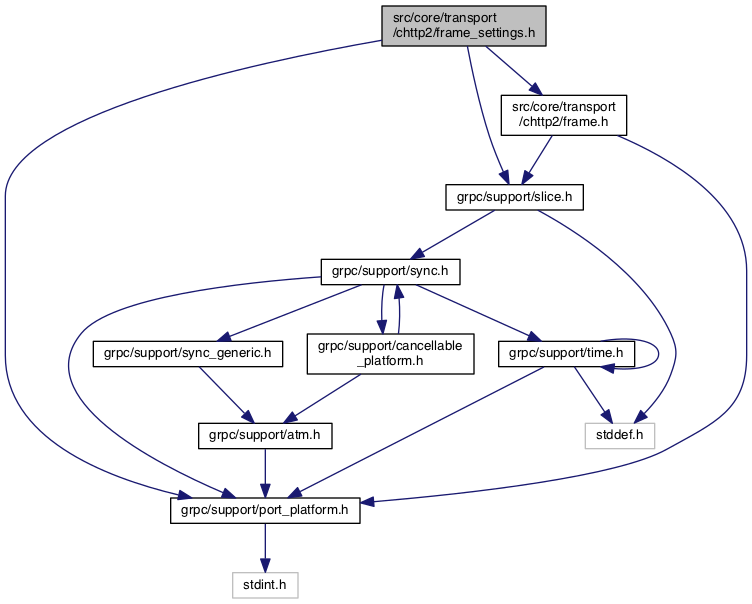 src/core/transport
/chttp2/frame_settings.h
src/core/transport
/chttp2/frame.h
grpc/support/slice.h
grpc/support/sync.h
grpc/support/sync_generic.h
grpc/support/cancellable
_platform.h
grpc/support/time.h
grpc/support/atm.h
stddef.h
grpc/support/port_platform.h
stdint.h